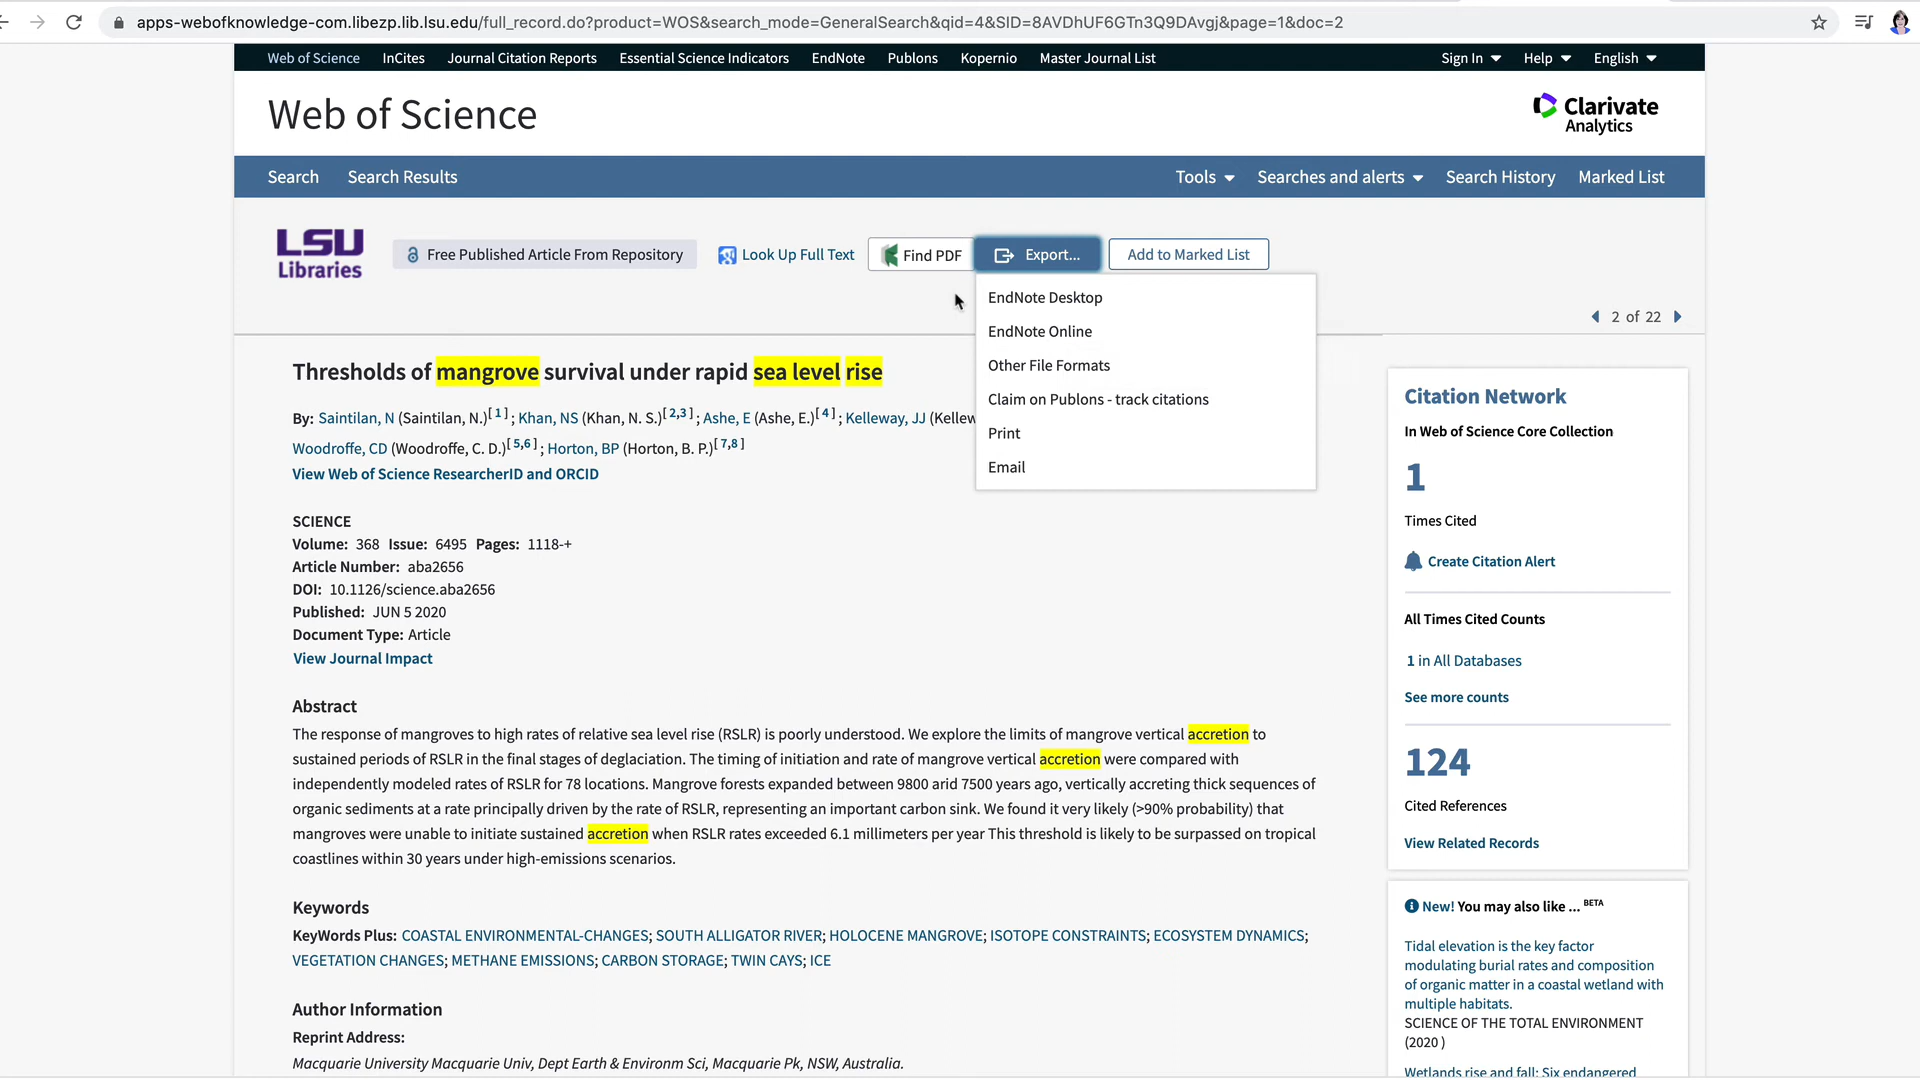 apps-webofknowledge-com.libezp.lib.lsu.edu/full_record.do?product=WOS&search_mode=GeneralSearch&qid=4&SID=8AVDhUF6GTn3Q9DAvgj&page=1&doc=2
Web of Science InCites Journal Citation Reports Essential Science Indicators EndNote Publons Kopernio Master Journal List Sign In Help English
Web of Science
Clarivate
Analytics
Search Search Results Tools Searches and alerts Search History Marked List
LSU
Libraries
Free Published Article From Repository Look Up Full Text Find PDF Export... Add to Marked List
EndNote Desktop
EndNote Online
Other File Formats
Claim on Publons - track citations
Print
Email
2 of 22
Thresholds of mangrove survival under rapid sea level rise
By: Saintilan, N (Saintilan, N.)[ 1 ] ; Khan, NS (Khan, N. S.)[ 2,3 ] ; Ashe, E (Ashe, E.)[ 4 ] ; Kelleway, JJ (Kellew
Woodroffe, CD (Woodroffe, C. D.)[ 5,6 ] ; Horton, BP (Horton, B. P.)[ 7,8 ]
View Web of Science ResearcherID and ORCID
SCIENCE
Volume: 368 Issue: 6495 Pages: 1118-+
Article Number: aba2656
DOI: 10.1126/science.aba2656
Published: JUN 5 2020
Document Type: Article
View Journal Impact
Abstract
The response of mangroves to high rates of relative sea level rise (RSLR) is poorly understood. We explore the limits of mangrove vertical accretion to
sustained periods of RSLR in the final stages of deglaciation. The timing of initiation and rate of mangrove vertical accretion were compared with
independently modeled rates of RSLR for 78 locations. Mangrove forests expanded between 9800 arid 7500 years ago, vertically accreting thick sequences of
organic sediments at a rate principally driven by the rate of RSLR, representing an important carbon sink. We found it very likely (>90% probability) that
mangroves were unable to initiate sustained accretion when RSLR rates exceeded 6.1 millimeters per year This threshold is likely to be surpassed on tropical
coastlines within 30 years under high-emissions scenarios.
Keywords
KeyWords Plus: COASTAL ENVIRONMENTAL-CHANGES; SOUTH ALLIGATOR RIVER; HOLOCENE MANGROVE; ISOTOPE CONSTRAINTS; ECOSYSTEM DYNAMICS;
VEGETATION CHANGES; METHANE EMISSIONS; CARBON STORAGE; TWIN CAYS; ICE
Author Information
Reprint Address:
Macquarie University Macquarie Univ, Dept Earth & Environm Sci, Macquarie Pk, NSW, Australia.
Citation Network
In Web of Science Core Collection
1
Times Cited
Create Citation Alert
All Times Cited Counts
1 in All Databases
See more counts
124
Cited References
View Related Records
New! You may also like ... BETA
Tidal elevation is the key factor
modulating burial rates and composition
of organic matter in a coastal wetland with
multiple habitats.
SCIENCE OF THE TOTAL ENVIRONMENT
(2020 )
Wetlands rise and fall: Six endangered